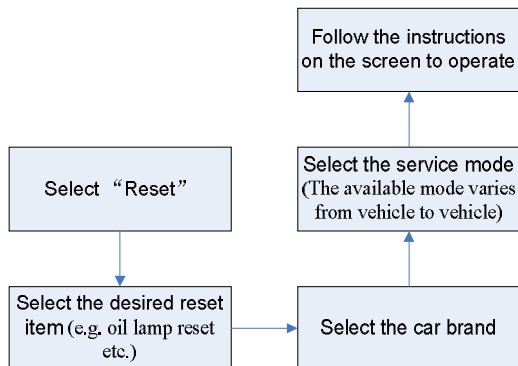 Select “Reset”
Select the desired reset
item (e.g. oil lamp reset
etc.)
Select the car brand
Select the service mode
(The available mode varies
from vehicle to vehicle)
Follow the instructions
on the screen to operate